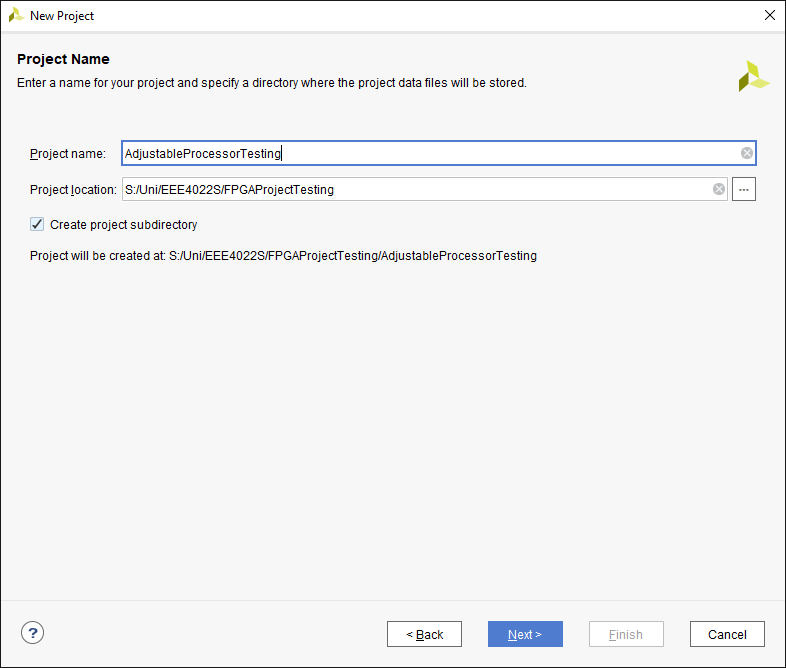 New Project
Project Name
Enter a name for your project and specify a directory where the project data files will be stored.
Project name: AdjustableProcessorTesting
Project location: S:/Uni/EEE4022S/FPGAProjectTesting ...
Create project subdirectory
Project will be created at: S:/Uni/EEE4022S/FPGAProjectTesting/AdjustableProcessorTesting
? < Back Next > Finish Cancel